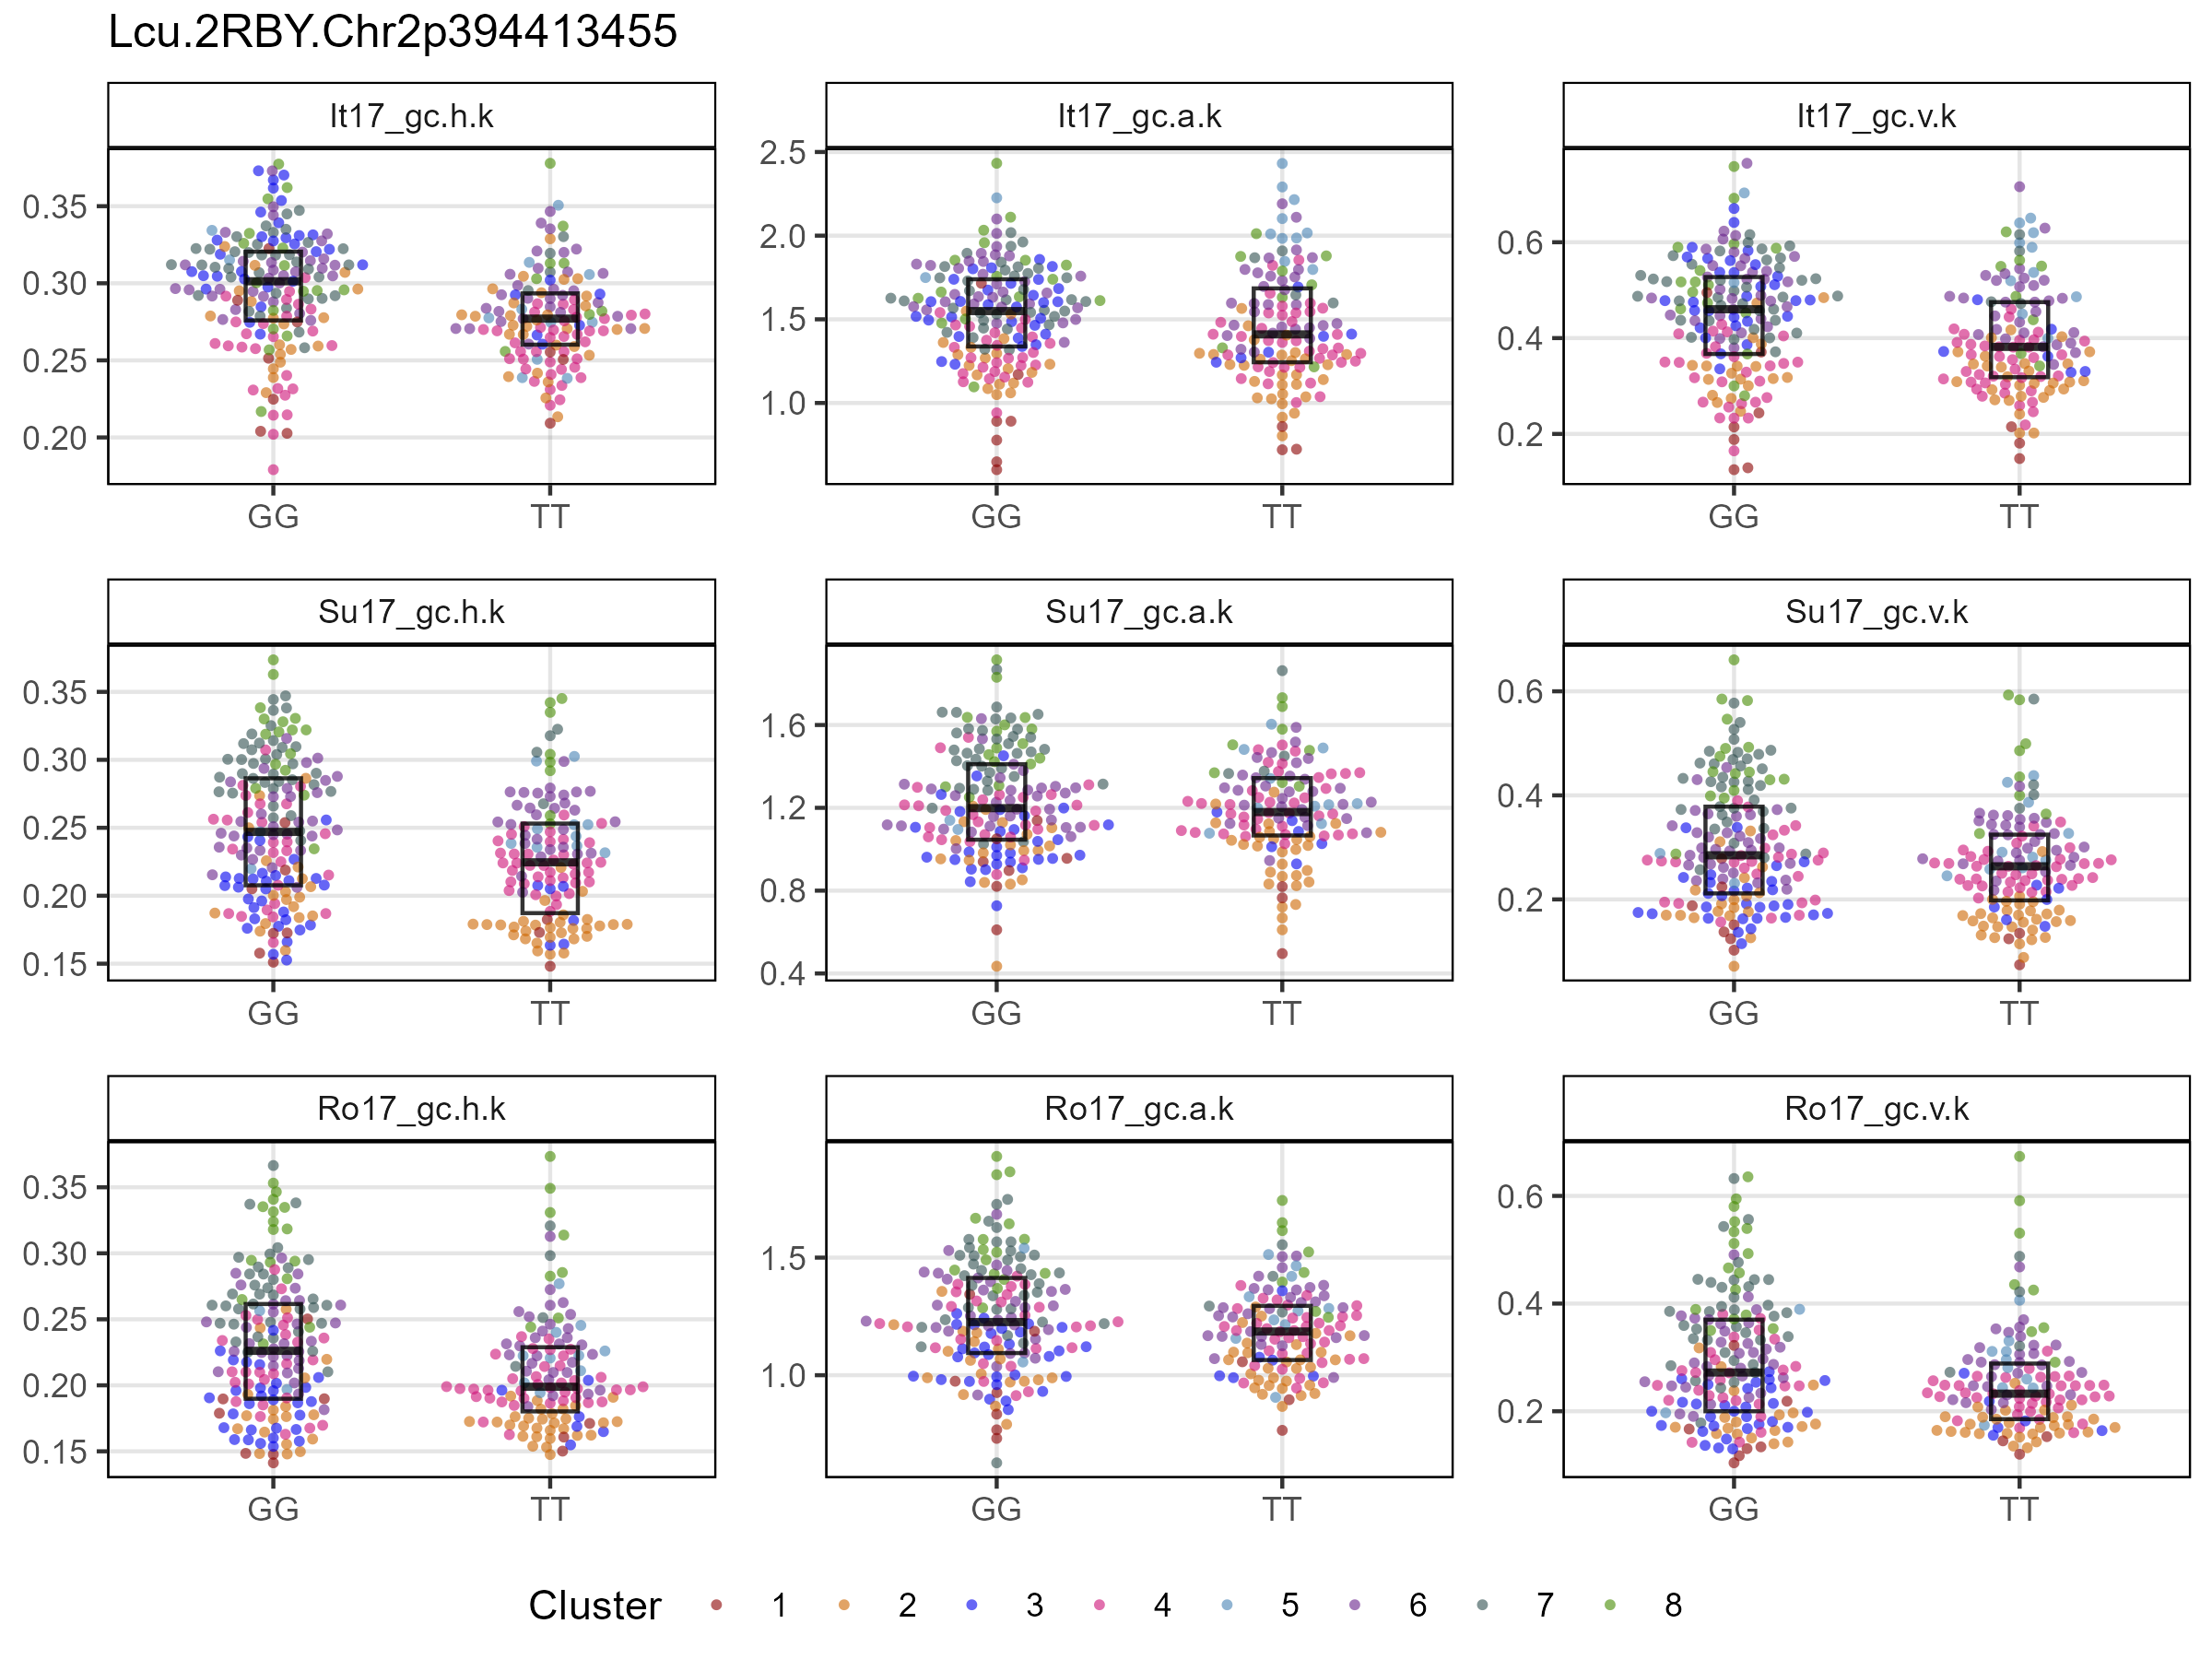 Lcu.2RBY.Chr2p394413455
It17_gc.h.k
It17_gc.a.k
It17_gc.v.k
0.35
0.30
0.25
0.20
GG TT
2.5
2.0
1.5
1.0
GG TT
0.6
0.4
0.2
GG TT
Su17_gc.h.k
Su17_gc.a.k
Su17_gc.v.k
0.35
0.30
0.25
0.20
0.15
GG TT
1.6
1.2
0.8
0.4
GG TT
0.6
0.4
0.2
GG TT
Ro17_gc.h.k
Ro17_gc.a.k
Ro17_gc.v.k
0.35
0.30
0.25
0.20
0.15
GG TT
1.5
1.0
GG TT
0.6
0.4
0.2
GG TT
Cluster 1 2 3 4 5 6 7 8